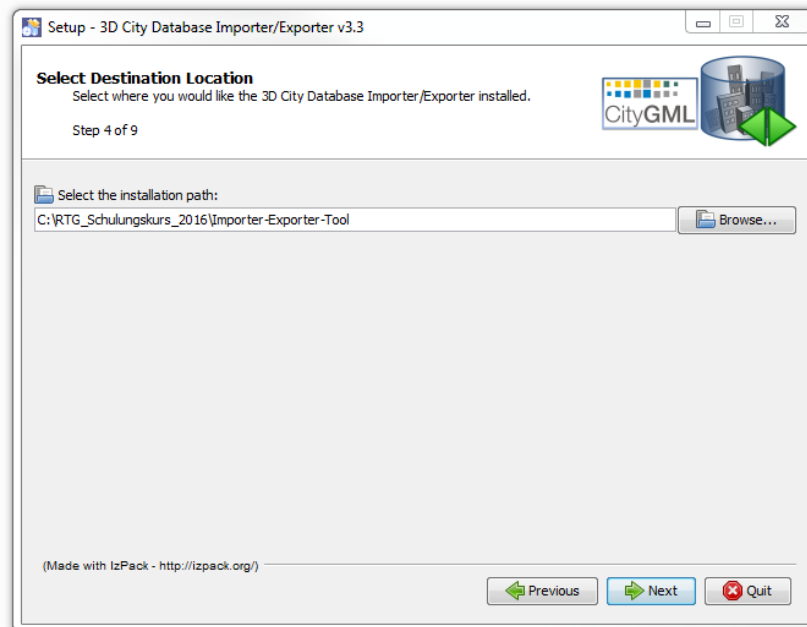 Setup - 3D City Database Importer/Exporter v3.3
Select Destination Location
Select where you would like the 3D City Database Importer/Exporter installed.
Step 4 of 9
CityGML
Select the installation path:
C:\RTG_Schulungskurs_2016\Importer-Exporter-Tool
Browse...
(Made with IzPack - http://izpack.org/)
Previous
Next
Quit